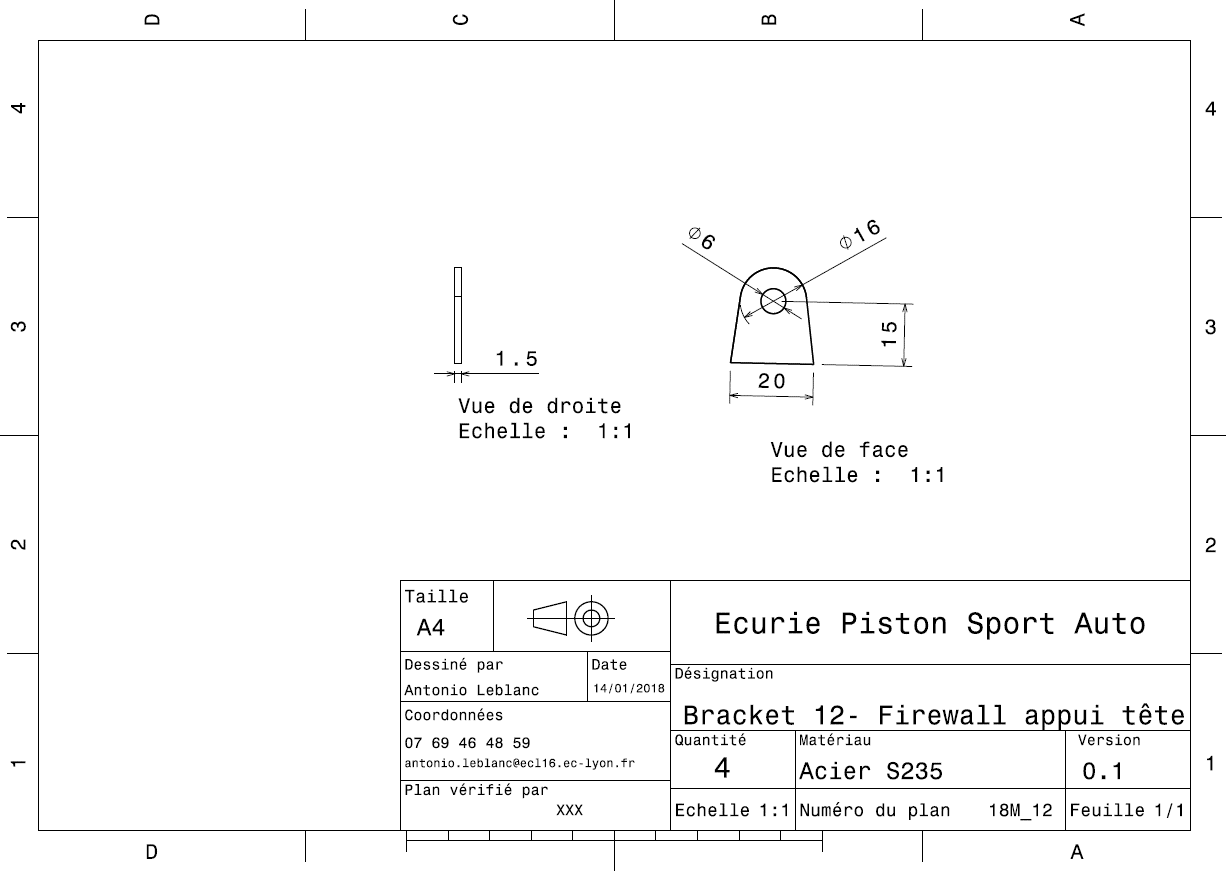 D C B A
4 4
⌀6 ⌀16
3 3
15
1.5
20
Vue de droite
Echelle : 1:1
Vue de face
Echelle : 1:1
2 2
Taille
A4
Ecurie Piston Sport Auto
Dessiné par
Antonio Leblanc
Date
14/01/2018
Désignation
Bracket 12- Firewall appui tête
Coordonnées
07 69 46 48 59
antonio.leblanc@ecl16.ec-lyon.fr
Quantité
4
Matériau
Acier S235
Version
0.1
1 1
Plan vérifié par
XXX
Echelle 1:1
Numéro du plan 18M_12
Feuille 1/1
D A